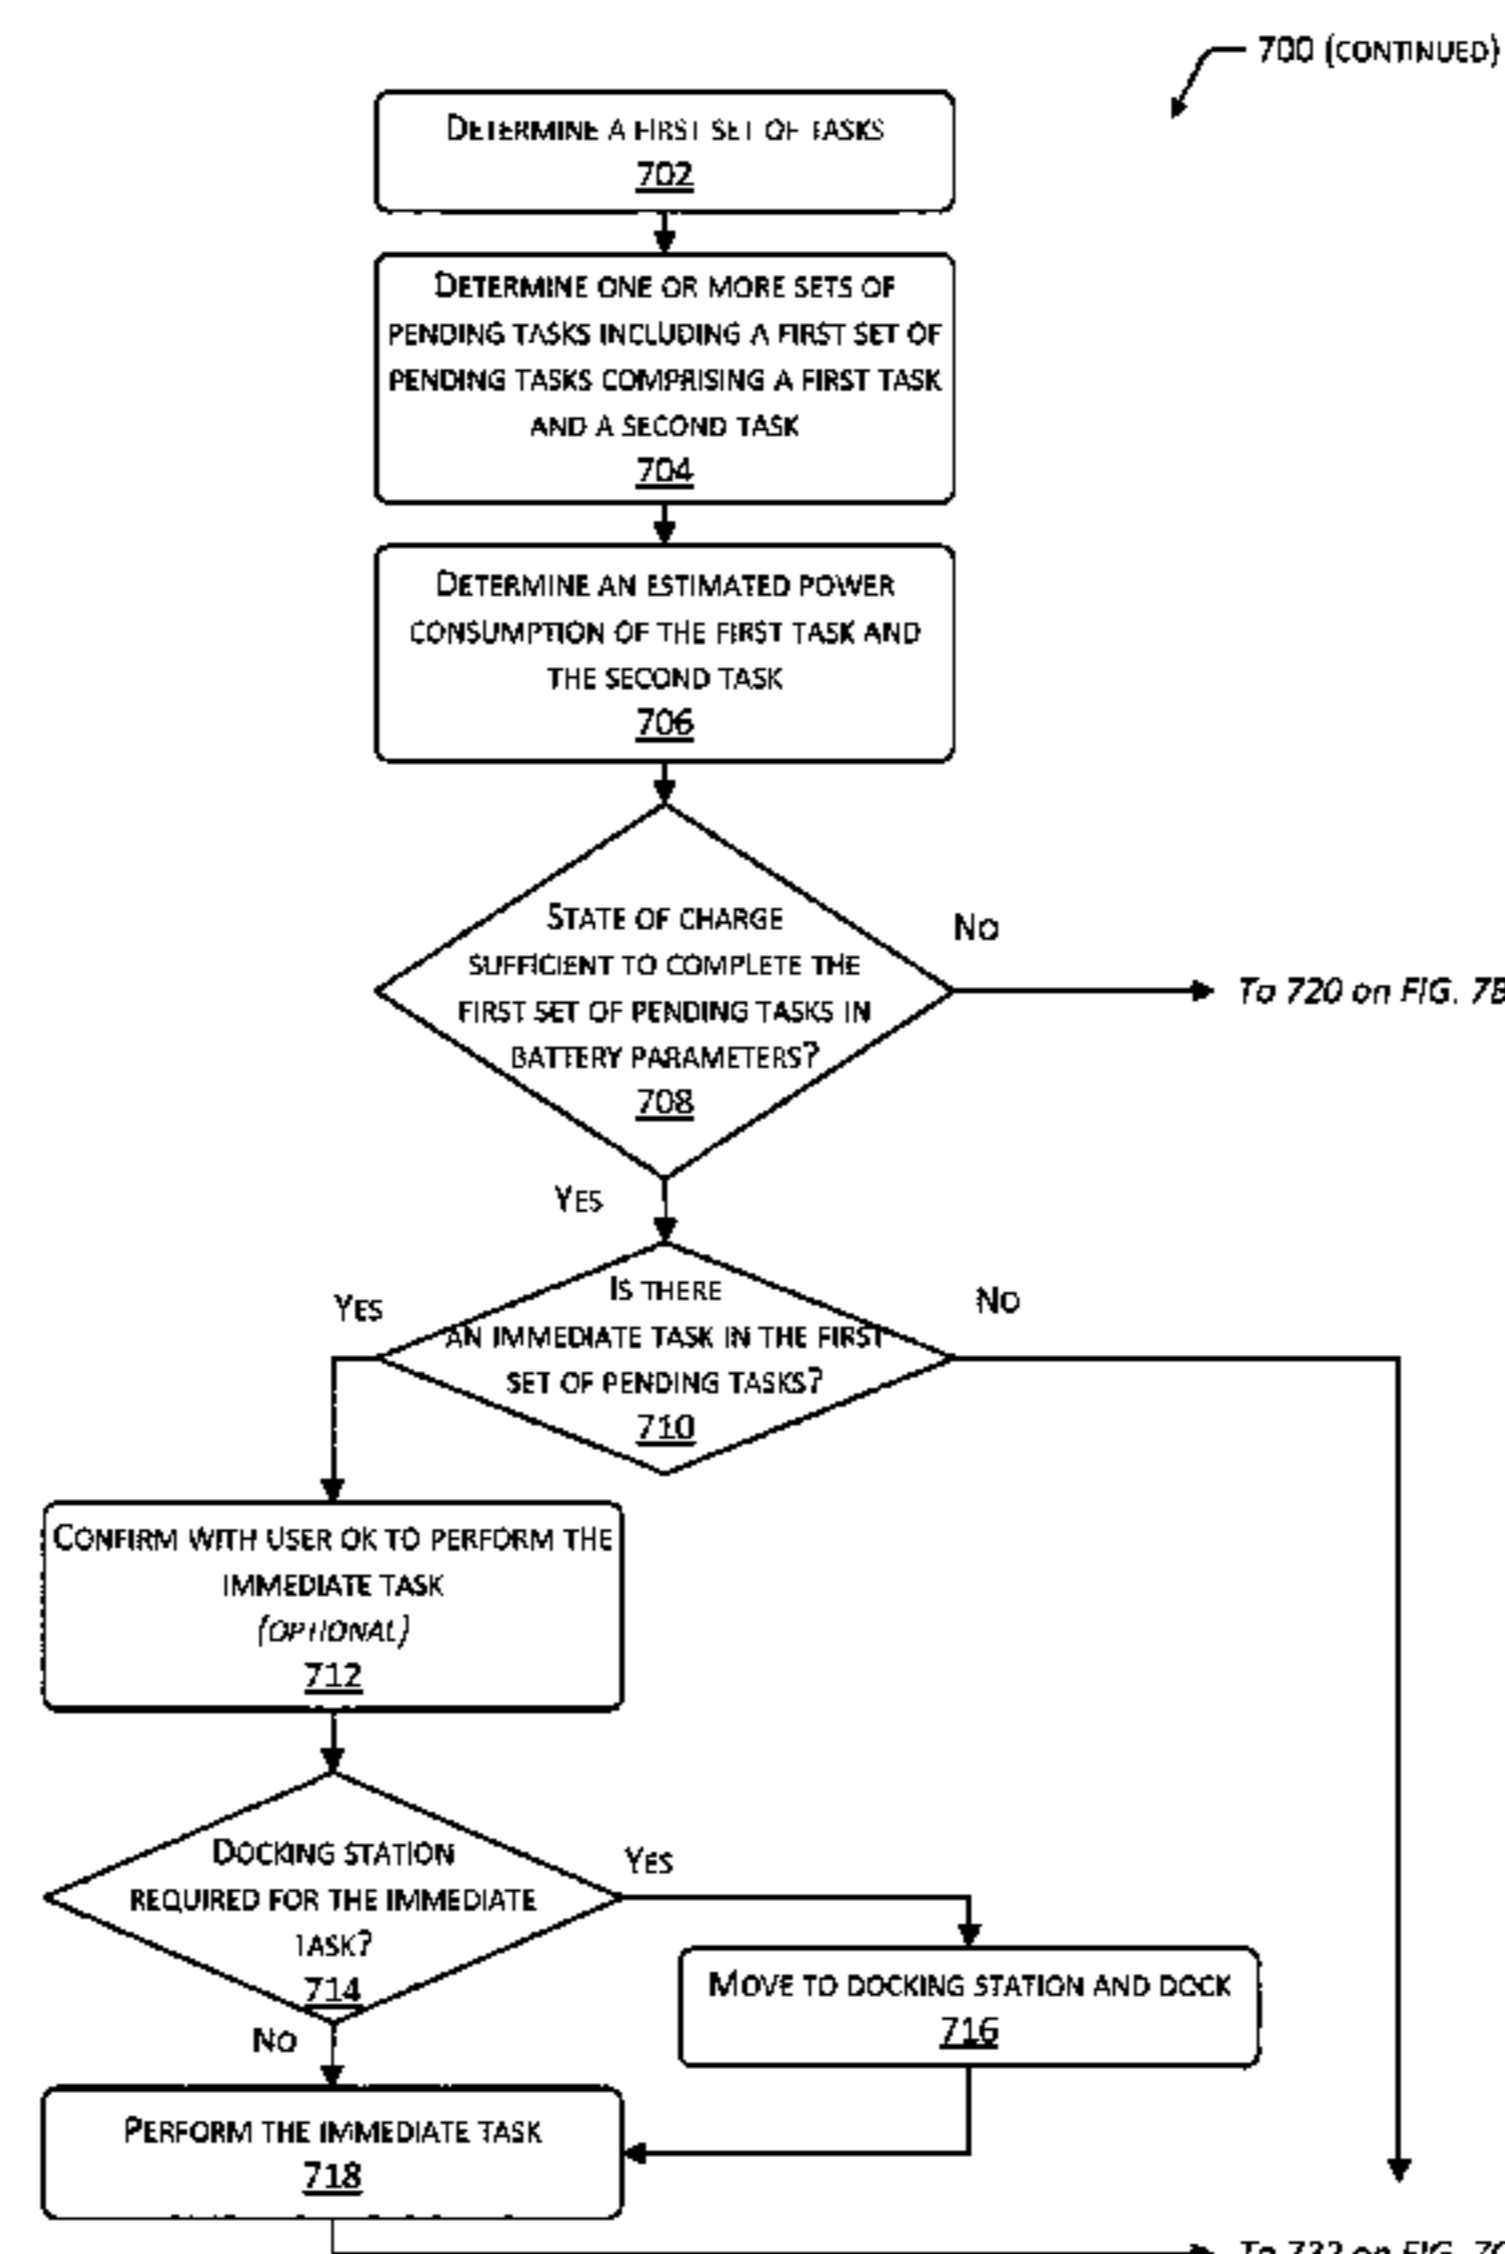 700 (CONTINUED)
DETERMINE A FIRST SET OF TASKS
702
DETERMINE ONE OR MORE SETS OF
PENDING TASKS INCLUDING A FIRST SET OF
PENDING TASKS COMPRISING A FIRST TASK
AND A SECOND TASK
704
DETERMINE AN ESTIMATED POWER
CONSUMPTION OF THE FIRST TASK AND
THE SECOND TASK
706
STATE OF CHARGE
SUFFICIENT TO COMPLETE THE
FIRST SET OF PENDING TASKS IN
BATTERY PARAMETERS?
708
NO
To 720 on FIG. 7B
YES
IS THERE
AN IMMEDIATE TASK IN THE FIRST
SET OF PENDING TASKS?
710
YES
NO
CONFIRM WITH USER OK TO PERFORM THE
IMMEDIATE TASK
(OPTIONAL)
712
DOCKING STATION
REQUIRED FOR THE IMMEDIATE
TASK?
714
YES
NO
MOVE TO DOCKING STATION AND DOCK
716
PERFORM THE IMMEDIATE TASK
718
To 732 on FIG.